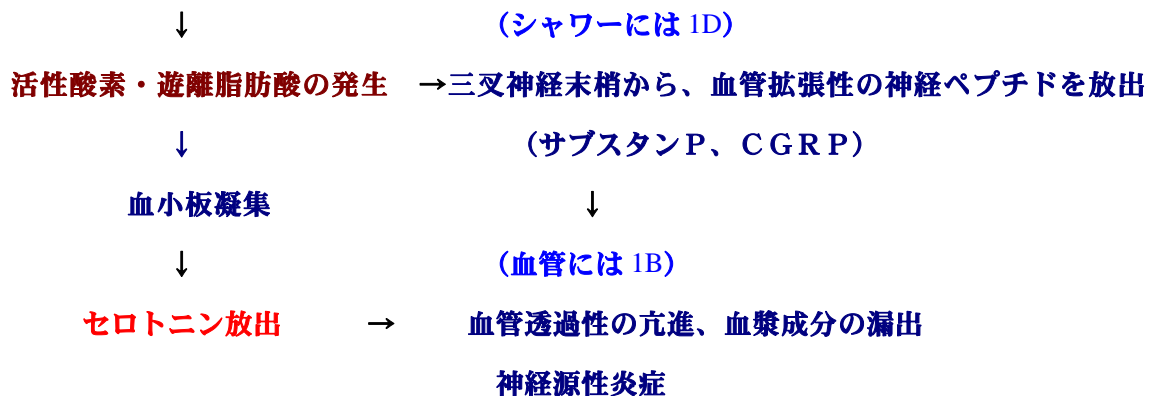 ↓ （シャワーには 1D）
活性酸素・遊離脂肪酸の発生 →三叉神経末梢から、血管拡張性の神経ペプチドを放出
↓ （サブスタンＰ、ＣＧＲＰ）
血小板凝集 ↓
↓ （血管には 1B）
セロトニン放出 → 血管透過性の亢進、血漿成分の漏出
神経源性炎症